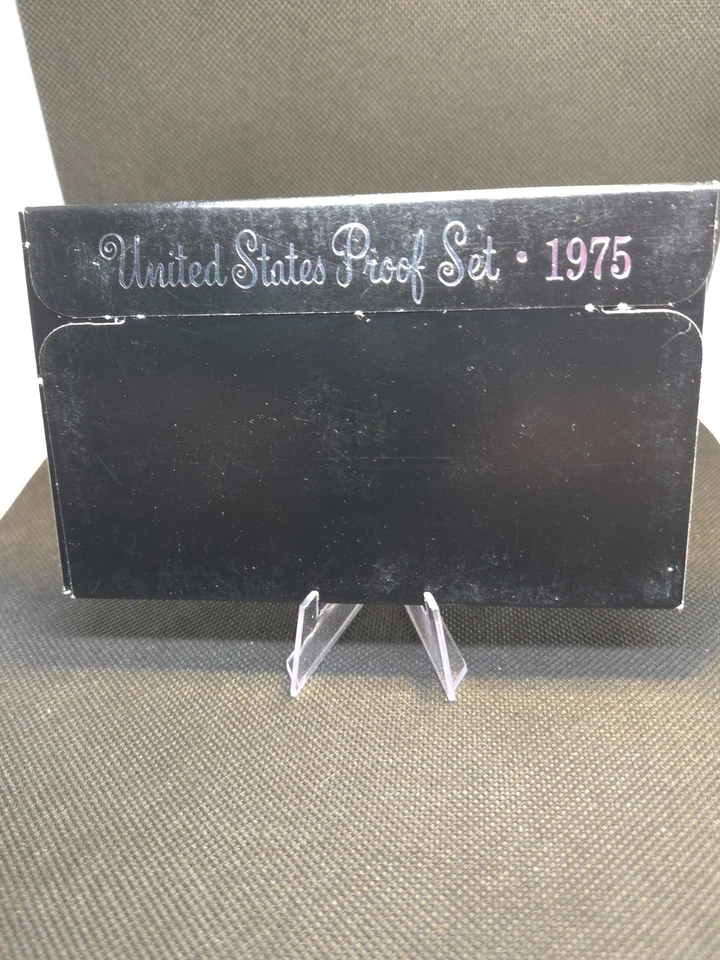 United States Proof Set • 1975